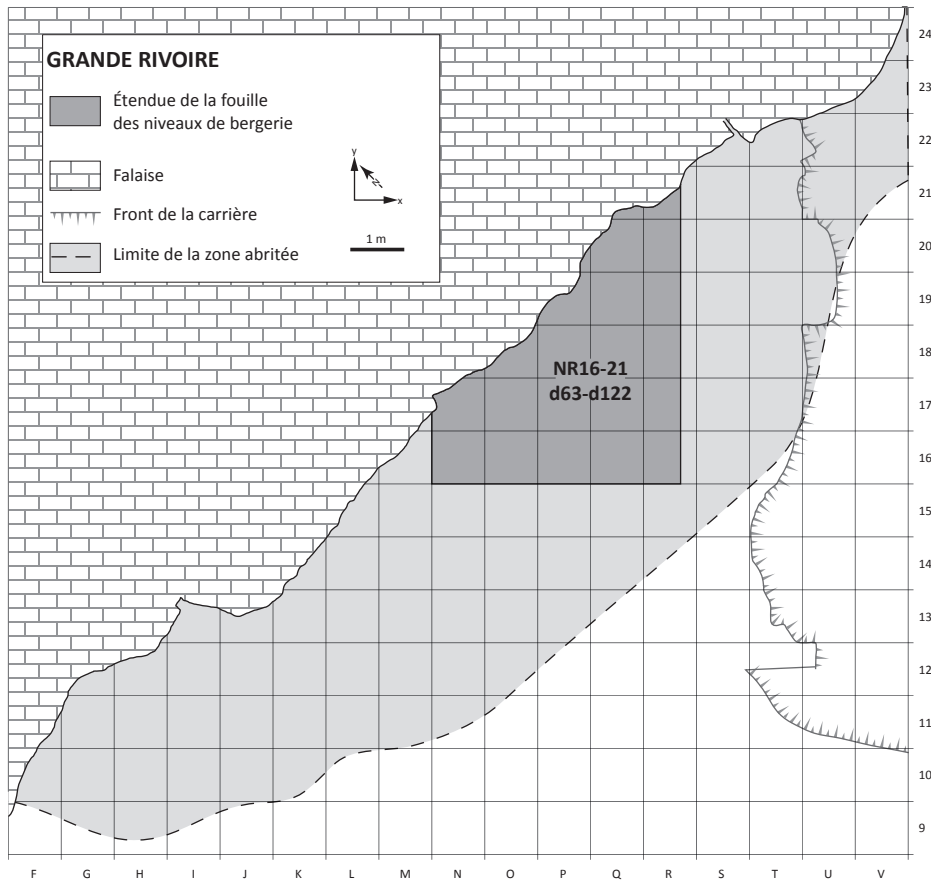 GRANDE RIVOIRE
Étendue de la fouille
des niveaux de bergerie
Falaise
Front de la carrière
Limite de la zone abritée
y
N
x
1 m
NR16-21
d63-d122
24
23
22
21
20
19
18
17
16
15
14
13
12
11
10
9
F G H I J K L M N O P Q R S T U V